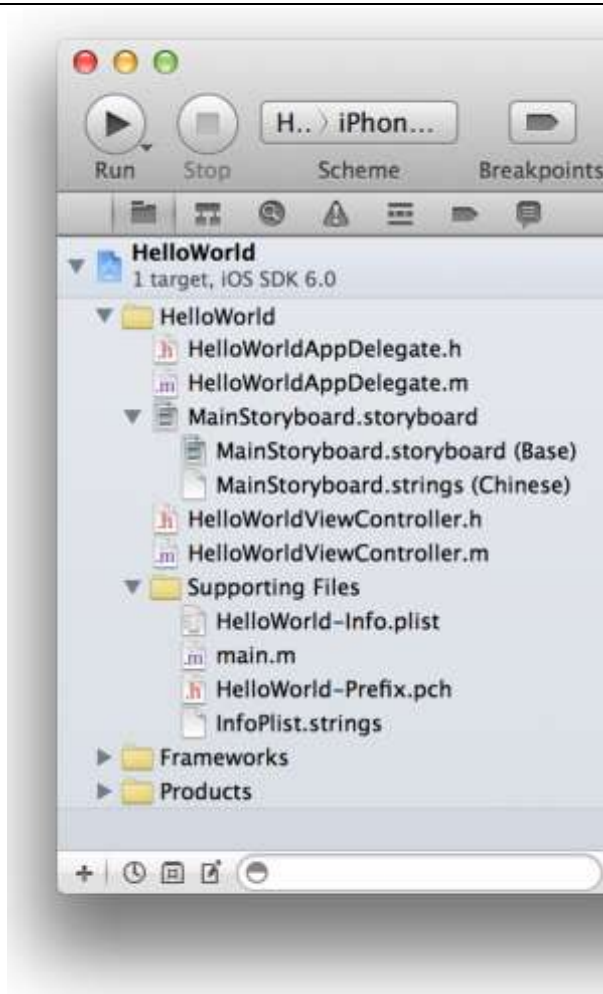 H.. 〉 iPhon...
Run
Stop
Scheme
Breakpoints
HelloWorld
1 target, iOS SDK 6.0
HelloWorld
HelloWorldAppDelegate.h
HelloWorldAppDelegate.m
MainStoryboard.storyboard
MainStoryboard.storyboard (Base)
MainStoryboard.strings (Chinese)
HelloWorldViewController.h
HelloWorldViewController.m
Supporting Files
HelloWorld-Info.plist
main.m
HelloWorld-Prefix.pch
InfoPlist.strings
Frameworks
Products